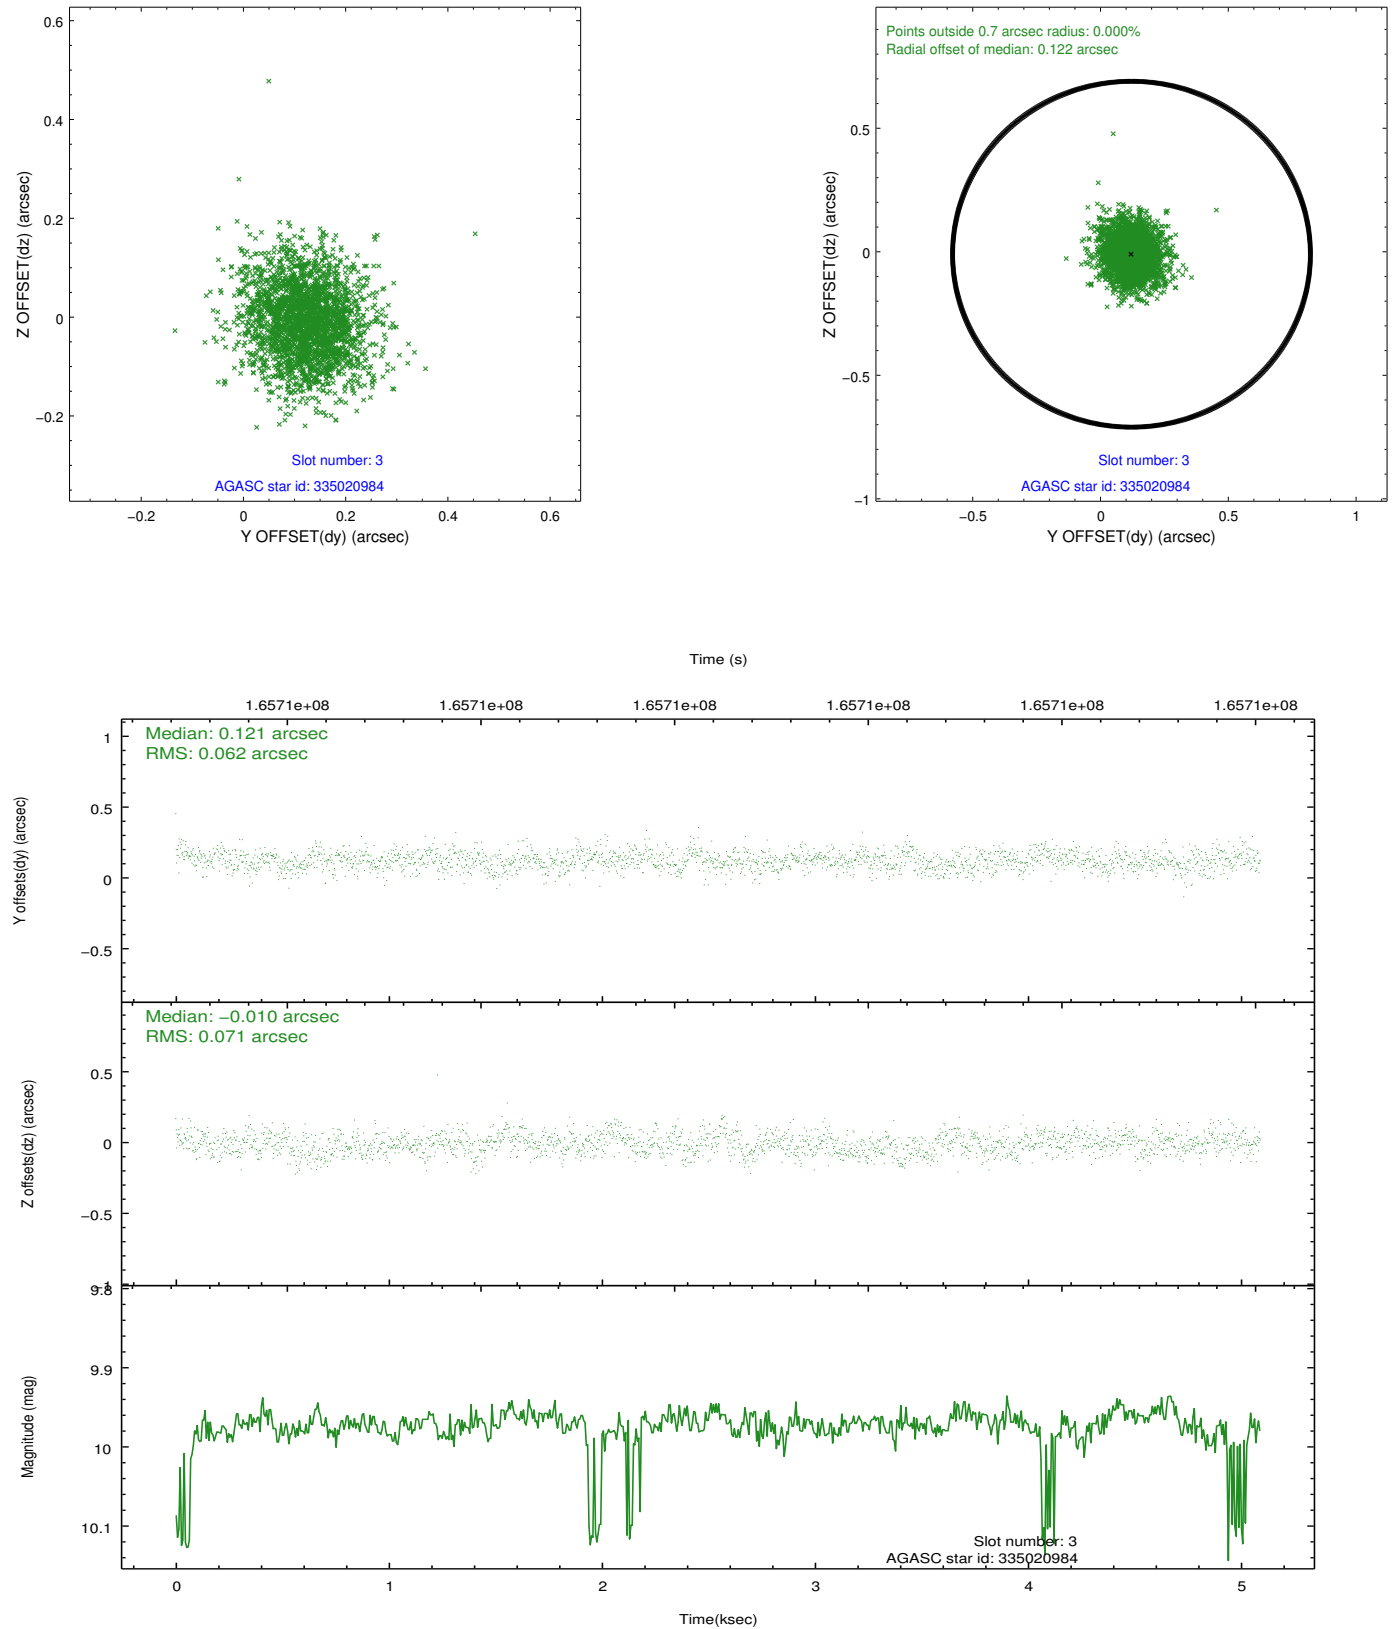 0.6
0.4
0.2
0
−0.2
Z OFFSET(dz) (arcsec)
Slot number: 3
AGASC star id: 335020984
−0.2
0
0.2
0.4
0.6
Y OFFSET(dy) (arcsec)
Points outside 0.7 arcsec radius: 0.000%
Radial offset of median: 0.122 arcsec
0.5
0
−0.5
−1
Z OFFSET(dz) (arcsec)
Slot number: 3
AGASC star id: 335020984
−0.5
0
0.5
1
Y OFFSET(dy) (arcsec)
Time (s)
1.6571e+08
1.6571e+08
1.6571e+08
1.6571e+08
1.6571e+08
1.6571e+08
Median: 0.121 arcsec
RMS: 0.062 arcsec
1
0.5
0
−0.5
Y offsets(dy) (arcsec)
Median: −0.010 arcsec
RMS: 0.071 arcsec
0.5
0
−0.5
−1
Z offsets(dz) (arcsec)
9.8
9.9
10
10.1
Magnitude (mag)
Slot number: 3
AGASC star id: 335020984
0
1
2
3
4
5
Time(ksec)